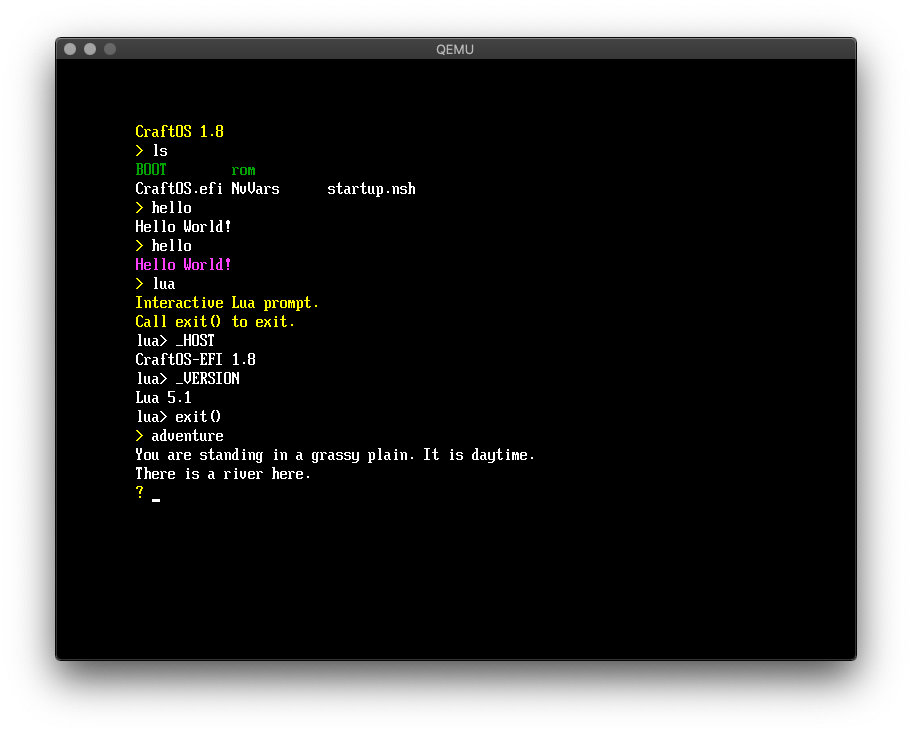 QEMU
CraftOS 1.8
> ls
BOOT rom
CraftOS.efi NvVars startup.nsh
> hello
Hello World!
> hello
Hello World!
> lua
Interactive Lua prompt.
Call exit() to exit.
lua> _HOST
CraftOS-EFI 1.8
lua> _VERSION
Lua 5.1
lua> exit()
> adventure
You are standing in a grassy plain. It is daytime.
There is a river here.
? _